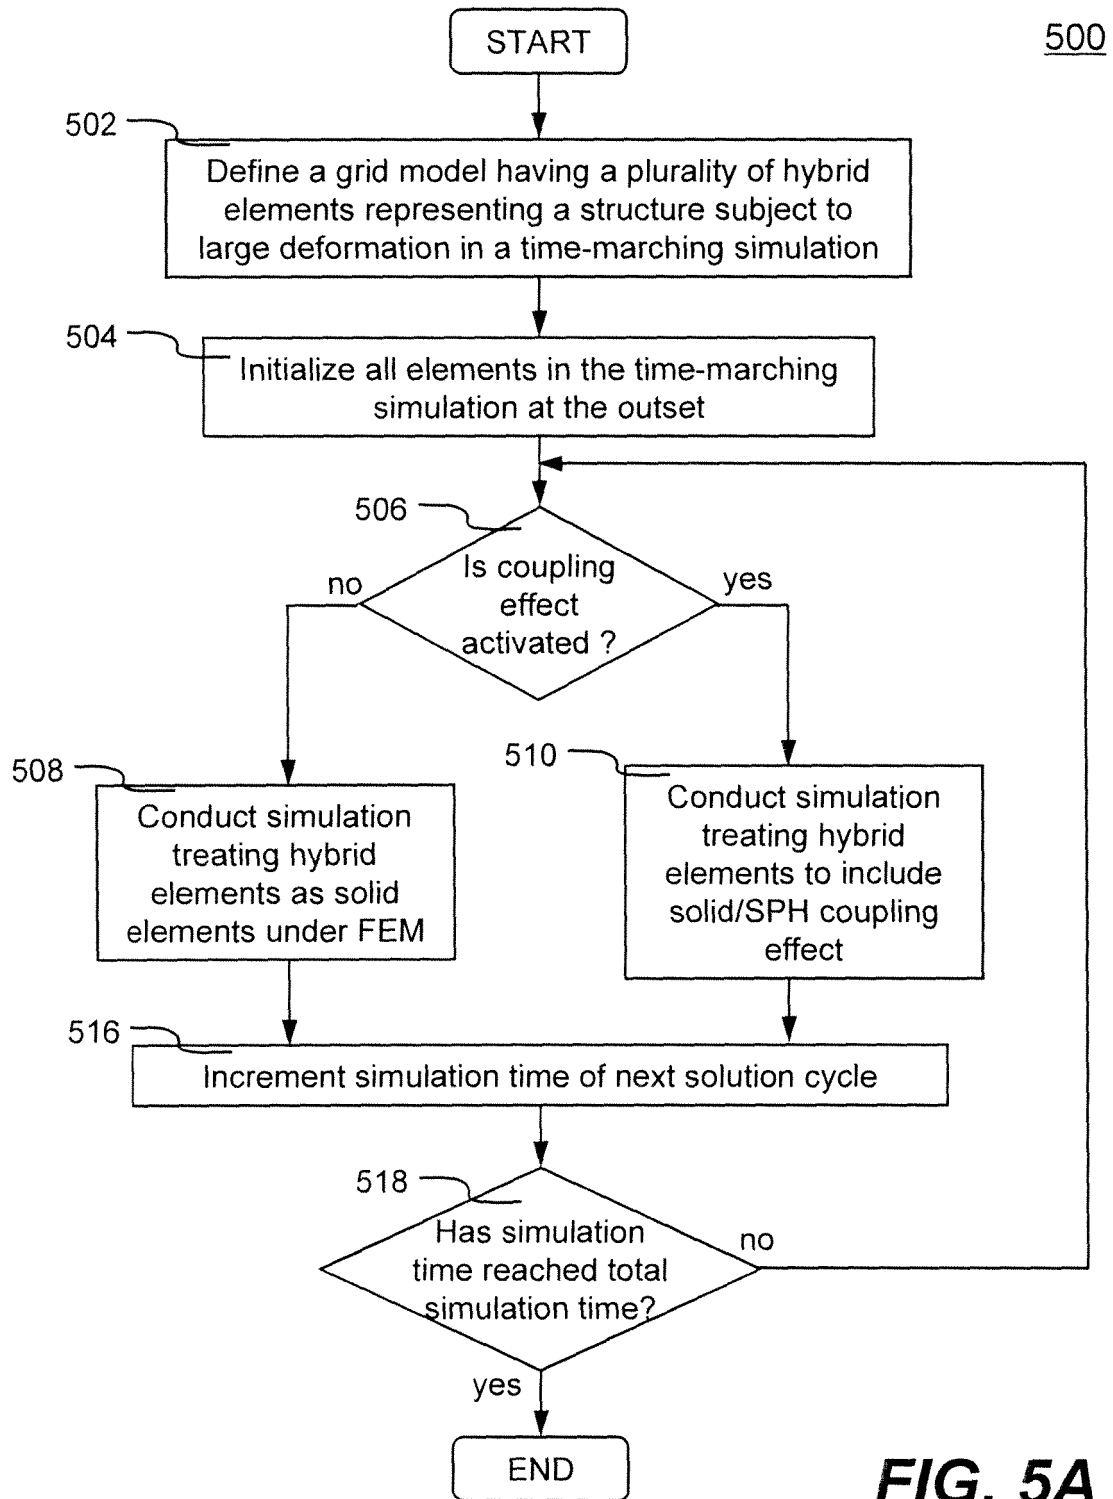 START
500
502
Define a grid model having a plurality of hybrid
elements representing a structure subject to
large deformation in a time-marching simulation
504
Initialize all elements in the time-marching
simulation at the outset
506
Is coupling
effect
activated ?
no
yes
508
Conduct simulation
treating hybrid
elements as solid
elements under FEM
510
Conduct simulation
treating hybrid
elements to include
solid/SPH coupling
effect
516
Increment simulation time of next solution cycle
518
Has simulation
time reached total
simulation time?
no
yes
END
FIG. 5A